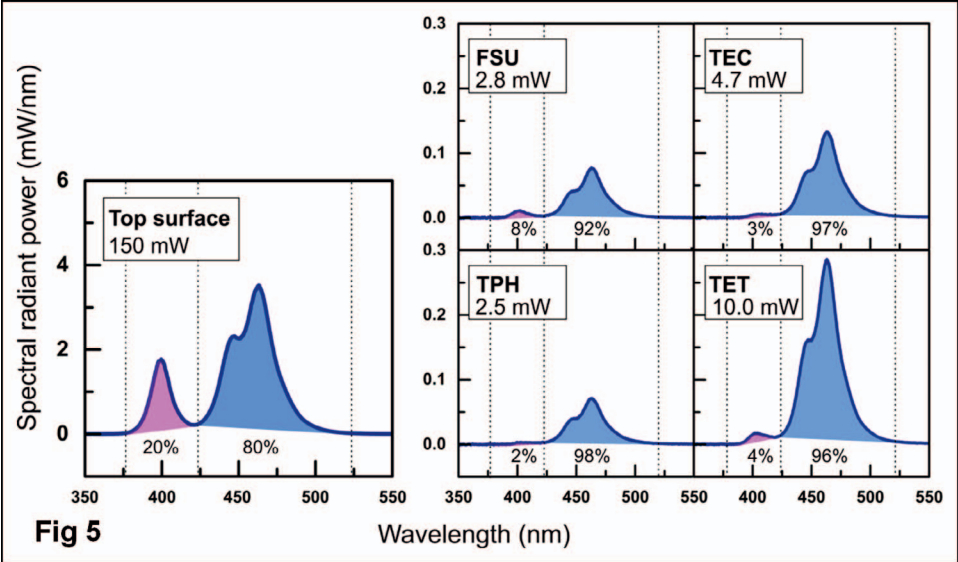 Spectral radiant power (mW/nm)
6
4
2
0
Top surface
150 mW
20% 80%
350 400 450 500 550
0.3
0.2
0.1
0.0
FSU
2.8 mW
8% 92%
TEC
4.7 mW
3% 97%
0.3
0.2
0.1
0.0
TPH
2.5 mW
2% 98%
350 400 450 500 550
TET
10.0 mW
4% 96%
350 400 450 500 550
Wavelength (nm)
Fig 5